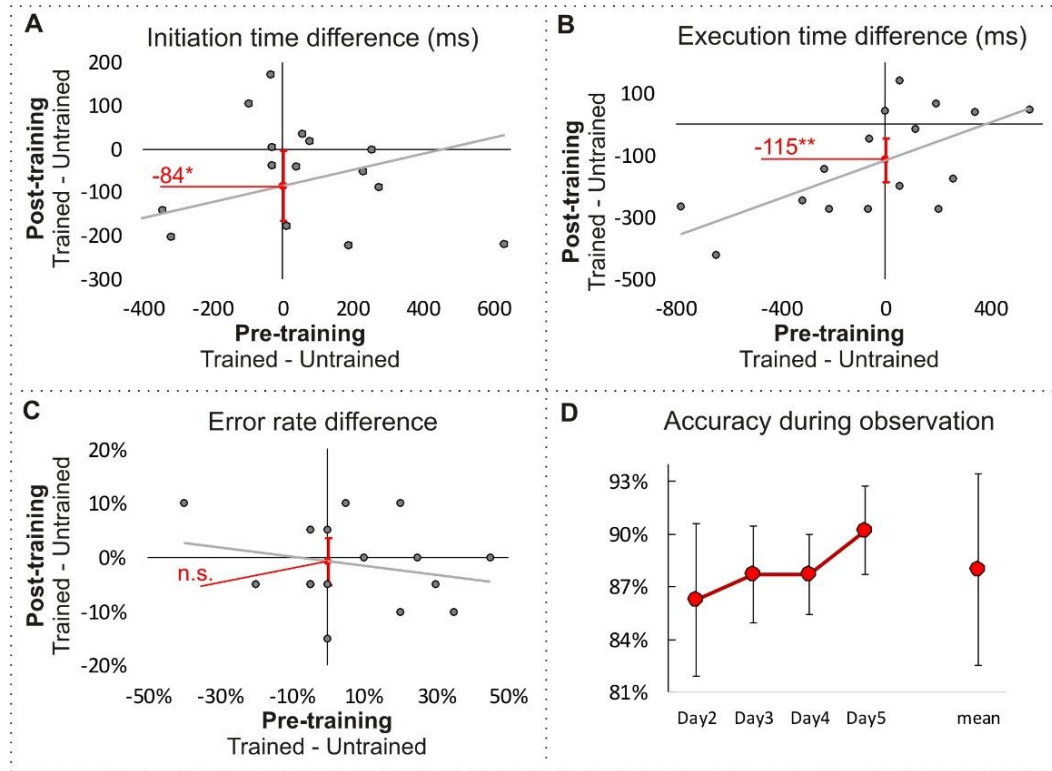 A
Initiation time difference (ms)
Post-training
Trained - Untrained
200
100
0
-100
-200
-300
-84*
-400 -200 0 200 400 600
Pre-training
Trained - Untrained
B
Execution time difference (ms)
Post-training
Trained - Untrained
100
-100
-300
-500
-115**
-800 -400 0 400
Pre-training
Trained - Untrained
C
Error rate difference
Post-training
Trained - Untrained
20%
10%
0%
-10%
-20%
n.s.
-50% -30% -10% 10% 30% 50%
Pre-training
Trained - Untrained
D
Accuracy during observation
93%
90%
87%
84%
81%
Day2 Day3 Day4 Day5 mean